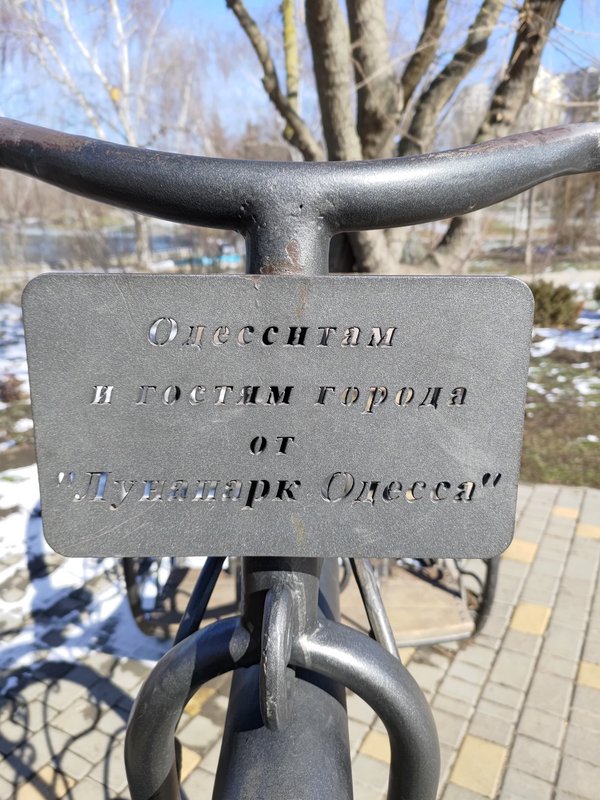 Одесситам
и гостям города
от
"Лунапарк Одесса"